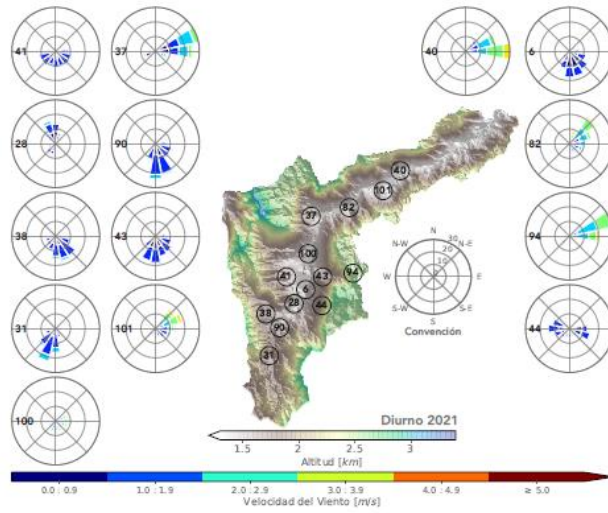 41
37
40
6
28
90
82
38
43
94
31
101
44
100
40
101
82
37
100
94
41
43
6
28
44
38
90
31
N
N-W
N-E
30
20
10
W
E
S-W
S-E
S
Convención
Diurno 2021
1.5 2 2.5 3
Altitud [km]
0.0 : 0.9 1.0 : 1.9 2.0 : 2.9 3.0 : 3.9 4.0 : 4.9 ≥ 5.0
Velocidad del Viento [m/s]